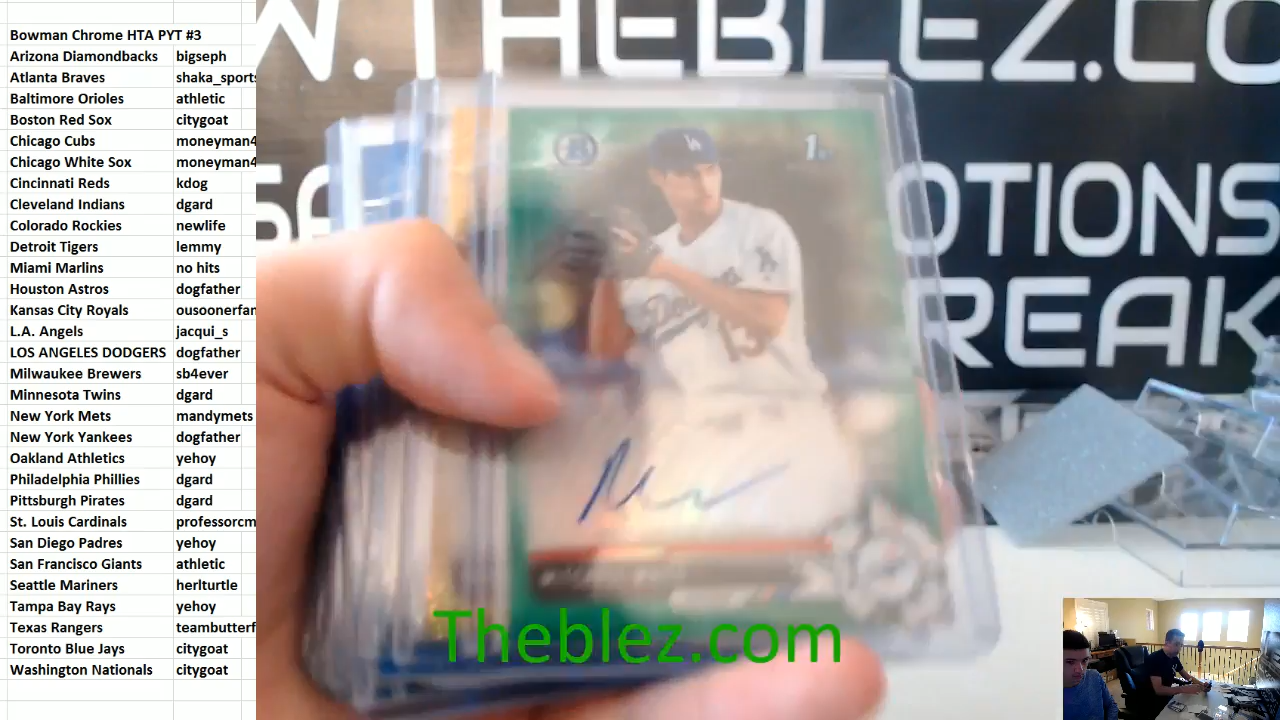 Bowman Chrome HTA PYT #3
Arizona Diamondbacks bigseph
Atlanta Braves shaka_sports
Baltimore Orioles athletic
Boston Red Sox citygoat
Chicago Cubs moneyman4
Chicago White Sox moneyman4
Cincinnati Reds kdog
Cleveland Indians dgard
Colorado Rockies newlife
Detroit Tigers lemmy
Miami Marlins no hits
Houston Astros dogfather
Kansas City Royals ousoonerfan
L.A. Angels jacqui_s
LOS ANGELES DODGERS dogfather
Milwaukee Brewers sb4ever
Minnesota Twins dgard
New York Mets mandymets
New York Yankees dogfather
Oakland Athletics yehoy
Philadelphia Phillies dgard
Pittsburgh Pirates dgard
St. Louis Cardinals professorcm
San Diego Padres yehoy
San Francisco Giants athletic
Seattle Mariners herlturtle
Tampa Bay Rays yehoy
Texas Rangers teambutterf
Toronto Blue Jays citygoat
Washington Nationals citygoat
W.THEBLEZ.CO
OTIONS
REAK
1st
LA
Dodgers
13
Theblez.com